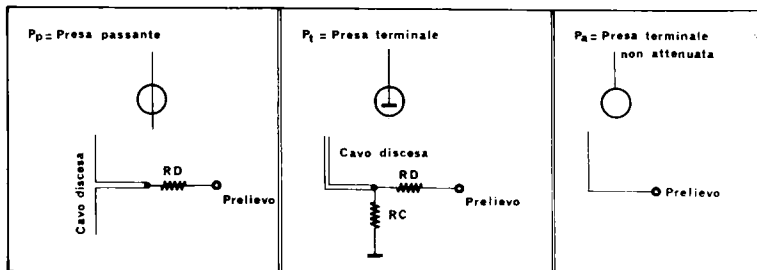 Pp = Presa passante
Cavo discesa
RD
Prelievo
Pt = Presa terminale
Cavo discesa
RD
Prelievo
RC
Pa = Presa terminale
non attenuata
Prelievo